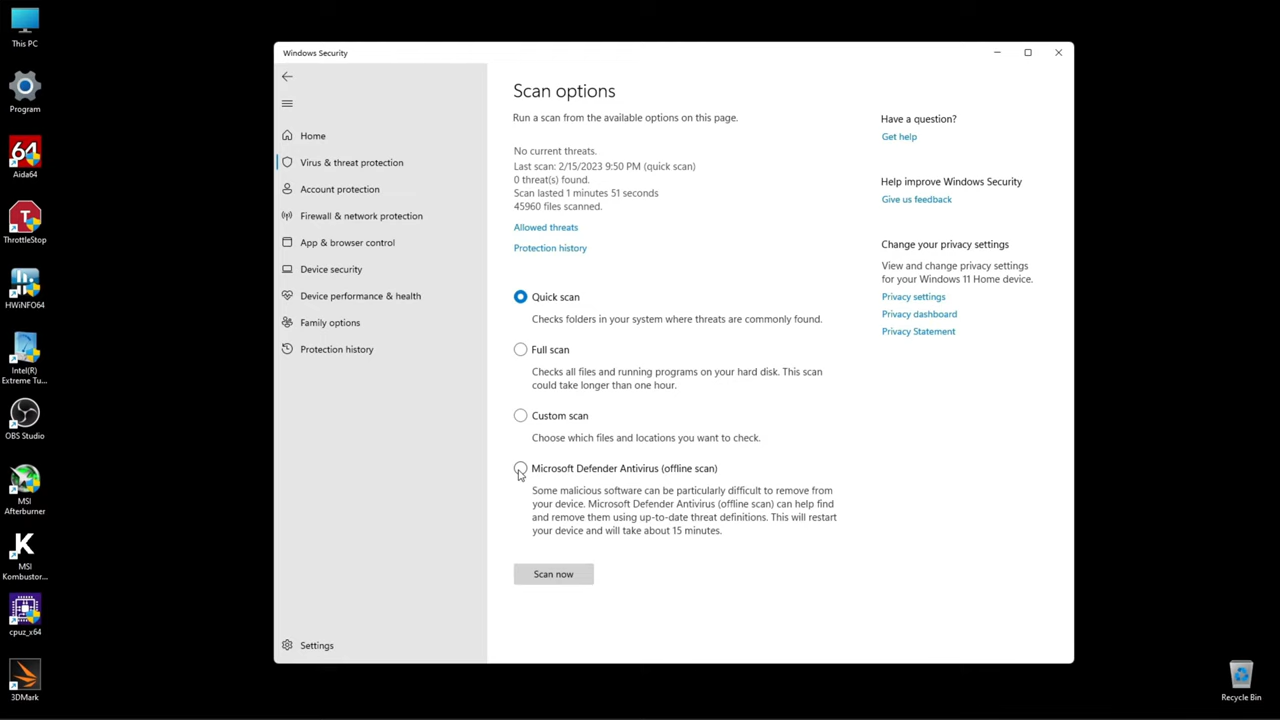 This PC
Program
64
Aida64
ThrottleStop
HWiNFO64
Intel(R)
Extreme Tu...
OBS Studio
MSI
Afterburner
K
MSI
Kombustor...
cpuz_x64
3DMark
Windows Security
Home
Virus & threat protection
Account protection
Firewall & network protection
App & browser control
Device security
Device performance & health
Family options
Protection history
Settings
Scan options
Run a scan from the available options on this page.
No current threats.
Last scan: 2/15/2023 9:50 PM (quick scan)
0 threat(s) found.
Scan lasted 1 minutes 51 seconds
45960 files scanned.
Allowed threats
Protection history
Quick scan
Checks folders in your system where threats are commonly found.
Full scan
Checks all files and running programs on your hard disk. This scan
could take longer than one hour.
Custom scan
Choose which files and locations you want to check.
Microsoft Defender Antivirus (offline scan)
Some malicious software can be particularly difficult to remove from
your device. Microsoft Defender Antivirus (offline scan) can help find
and remove them using up-to-date threat definitions. This will restart
your device and will take about 15 minutes.
Scan now
Have a question?
Get help
Help improve Windows Security
Give us feedback
Change your privacy settings
View and change privacy settings
for your Windows 11 Home device.
Privacy settings
Privacy dashboard
Privacy Statement
Recycle Bin